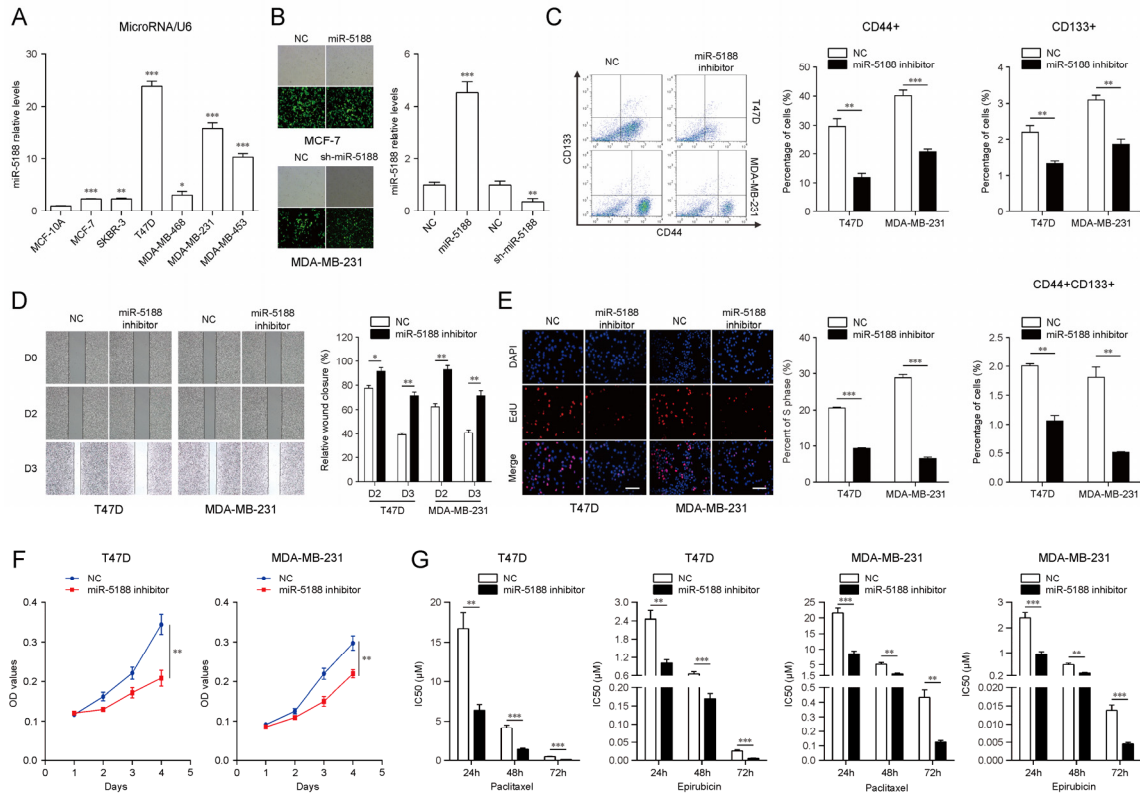 A
MicroRNA/U6
miR-5188 relative levels
30
20
10
0
***
**
***
*
***
***
MCF-10A
MCF-7
SKBR-3
T47D
MDA-MB-468
MDA-MB-231
MDA-MB-453
B
NC miR-5188
MCF-7
NC sh-miR-5188
MDA-MB-231
miR-5188 relative levels
6
4
2
0
***
**
NC
miR-5188
NC
sh-miR-5188
C
NC
miR-5188
inhibitor
T47D
MDA-MB-231
CD133
CD44
CD44+
NC
miR-5188 inhibitor
Percentage of cells (%)
50
40
30
20
10
0
**
***
T47D MDA-MB-231
CD133+
NC
miR-5188 inhibitor
Percentage of cells (%)
4
3
2
1
0
**
**
T47D MDA-MB-231
D
NC
miR-5188
inhibitor
NC
miR-5188
inhibitor
D0
D2
D3
T47D
MDA-MB-231
NC
miR-5188 inhibitor
Relative wound closure (%)
120
100
80
60
40
20
0
*
**
**
**
D2 D3 D2 D3
T47D MDA-MB-231
E
NC
miR-5188
inhibitor
NC
miR-5188
inhibitor
DAPI
EdU
Merge
T47D
MDA-MB-231
NC
miR-5188 inhibitor
Percent of S phase (%)
60
40
20
0
***
***
T47D MDA-MB-231
CD44+CD133+
NC
miR-5188 inhibitor
Percentage of cells (%)
2.5
2.0
1.5
1.0
0.5
0.0
**
**
T47D MDA-MB-231
F
T47D
NC
miR-5188 inhibitor
OD values
0.4
0.3
0.2
0.1
0.0
**
0 1 2 3 4 5
Days
MDA-MB-231
NC
miR-5188 inhibitor
OD values
0.4
0.3
0.2
0.1
0.0
**
0 1 2 3 4 5
Days
G
T47D
NC
miR-5188 inhibitor
IC50 (μM)
20
15
10
5
0
**
***
***
24h 48h 72h
Paclitaxel
T47D
NC
miR-5188 inhibitor
IC50 (μM)
3.0
2.4
1.8
1.2
0.6
0.20
0.15
0.10
0.05
0.00
**
***
***
24h 48h 72h
Epirubicin
MDA-MB-231
NC
miR-5188 inhibitor
IC50 (μM)
25
20
15
10
5
0.5
0.4
0.3
0.2
0.1
0.0
***
**
**
24h 48h 72h
Paclitaxel
MDA-MB-231
NC
miR-5188 inhibitor
IC50 (μM)
3.0
2.2
1.2
0.2
0.020
0.015
0.010
0.005
0.000
***
**
***
24h 48h 72h
Epirubicin